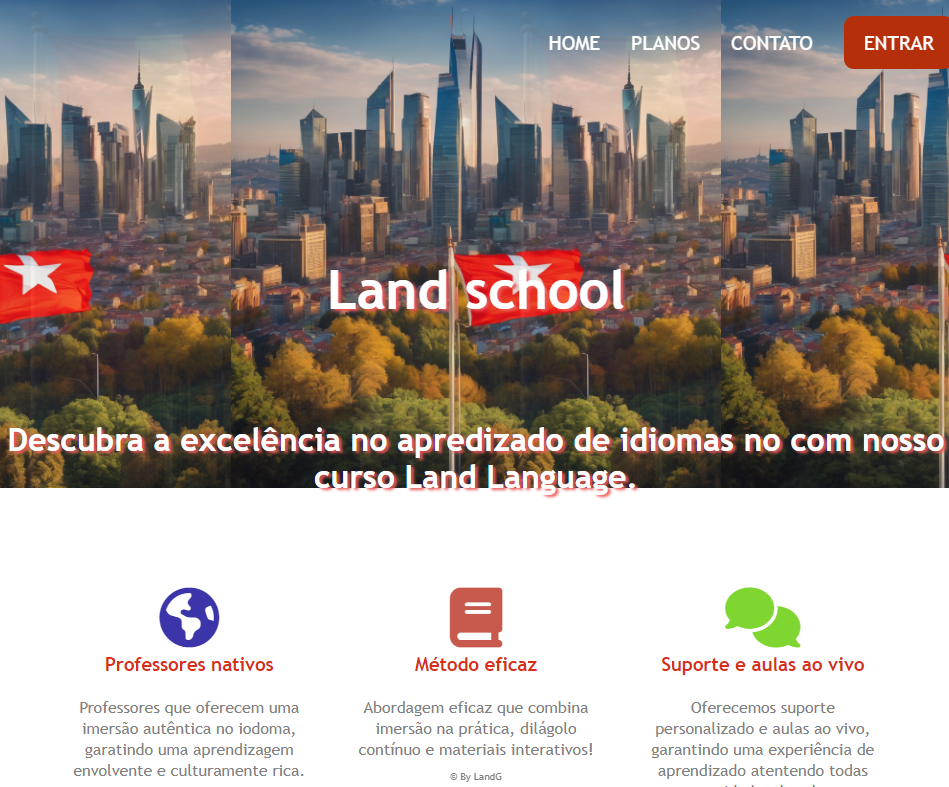 HOME PLANOS CONTATO ENTRAR
Land school
Descubra a excelência no apredizado de idiomas no com nosso
curso Land Language.
Professores nativos
Professores que oferecem uma
imersão autêntica no iodoma,
garatindo uma aprendizagem
envolvente e culturamente rica.
Método eficaz
Abordagem eficaz que combina
imersão na prática, dilágolo
contínuo e materiais interativos!
Suporte e aulas ao vivo
Oferecemos suporte
personalizado e aulas ao vivo,
garantindo uma experiência de
aprendizado atentendo todas
© By LandG